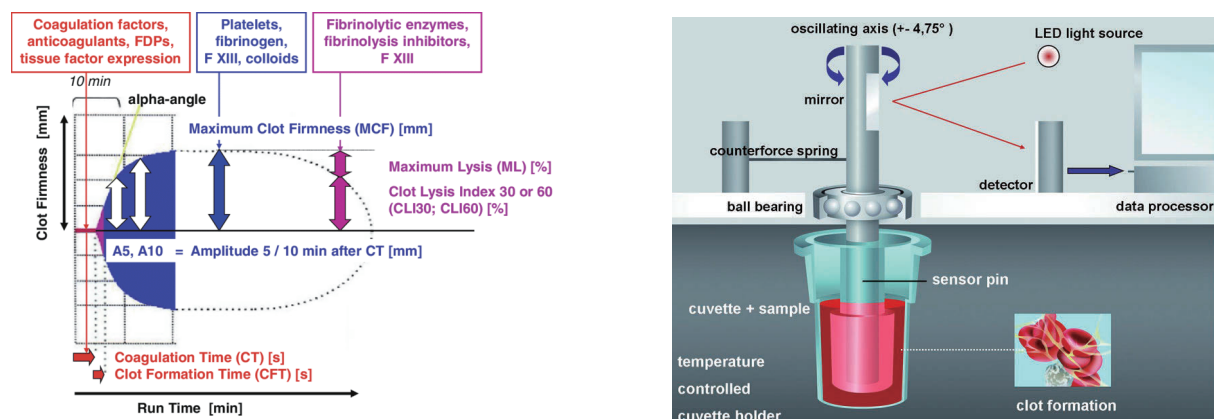 Coagulation factors,
anticoagulants, FDPs,
tissue factor expression
Platelets,
fibrinogen,
F XIII, colloids
Fibrinolytic enzymes,
fibrinolysis inhibitors,
F XIII
10 min
alpha-angle
Clot Firmness [mm]
Maximum Clot Firmness (MCF) [mm]
Maximum Lysis (ML) [%]
Clot Lysis Index 30 or 60
(CLI30; CLI60) [%]
A5, A10 = Amplitude 5 / 10 min after CT [mm]
Coagulation Time (CT) [s]
Clot Formation Time (CFT) [s]
Run Time [min]
oscillating axis (+- 4,75° )
LED light source
mirror
counterforce spring
detector
ball bearing
data processor
sensor pin
cuvette + sample
temperature
controlled
cuvette holder
clot formation